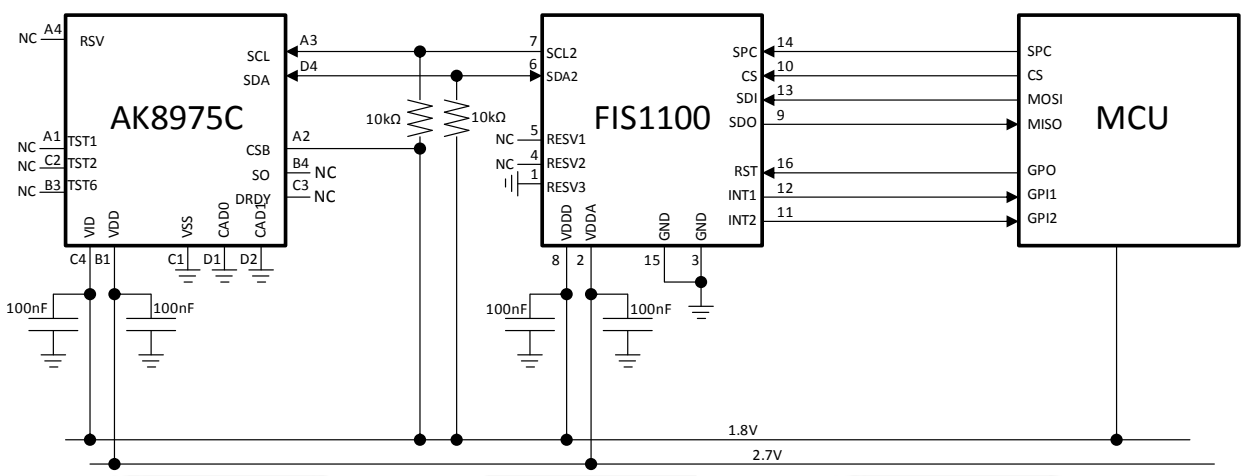 NC
A4
RSV
A3
SCL
D4
SDA
AK8975C
A1
NC
TST1
C2
NC
TST2
B3
NC
TST6
A2
CSB
B4
SO
NC
C3
DRDY
NC
VID
VDD
VSS
CAD0
CAD1
C4
B1
C1
D1
D2
100nF
100nF
10kΩ
10kΩ
7
SCL2
6
SDA2
FIS1100
5
NC
RESV1
4
NC
RESV2
1
RESV3
SPC
14
CS
10
SDI
13
SDO
9
RST
16
INT1
12
INT2
11
VDDD
VDDA
GND
GND
8
2
15
3
100nF
100nF
SPC
CS
MOSI
MISO
MCU
GPO
GPI1
GPI2
1.8V
2.7V